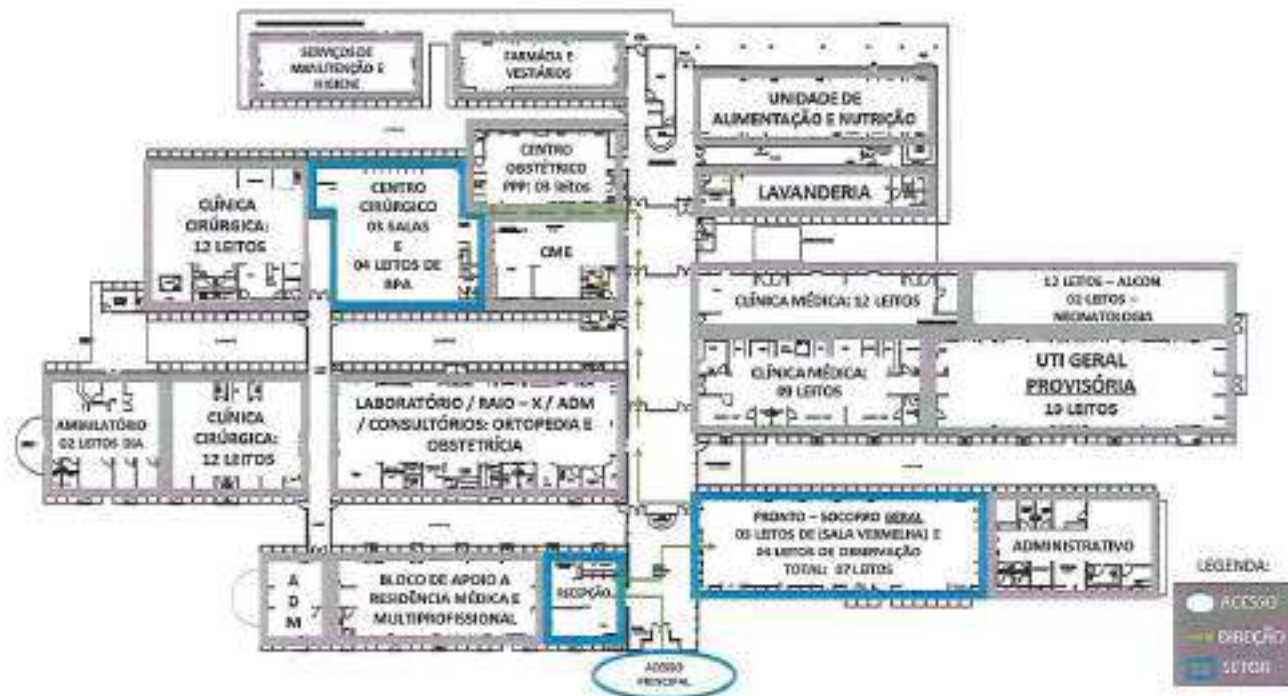 SERVIÇOS DE
MANUTENÇÃO E
HIGIENE
FARMÁCIA E
VESTIÁRIOS
UNIDADE DE
ALIMENTAÇÃO E NUTRIÇÃO
CENTRO
OBSTÉTRICO
PPP: 03 leitos
LAVANDERIA
CLÍNICA
CIRÚRGICA:
12 LEITOS
CENTRO
CIRÚRGICO
03 SALAS
E
04 LEITOS DE
RPA
CME
CLÍNICA MÉDICA: 12 LEITOS
12 LEITOS – ALCON
02 LEITOS –
NEONATOLOGIA
CLÍNICA MÉDICA:
09 LEITOS
UTI GERAL
PROVISÓRIA
10 LEITOS
AMBULATÓRIO
02 LEITOS DIA
CLÍNICA
CIRÚRGICA:
12 LEITOS
LABORATÓRIO / RAIO – X / ADM
/ CONSULTÓRIOS: ORTOPEDIA E
OBSTETRÍCIA
PRONTO – SOCORRO GERAL
03 LEITOS DE (SALA VERMELHA) E
04 LEITOS DE OBSERVAÇÃO
TOTAL: 07 LEITOS
ADMINISTRATIVO
A
D
M
BLOCO DE APOIO A
RESIDÊNCIA MÉDICA E
MULTIPROFISSIONAL
RECEPÇÃO
ACESSO
PRINCIPAL
LEGENDA:
ACESSO
DIREÇÃO
SETOR